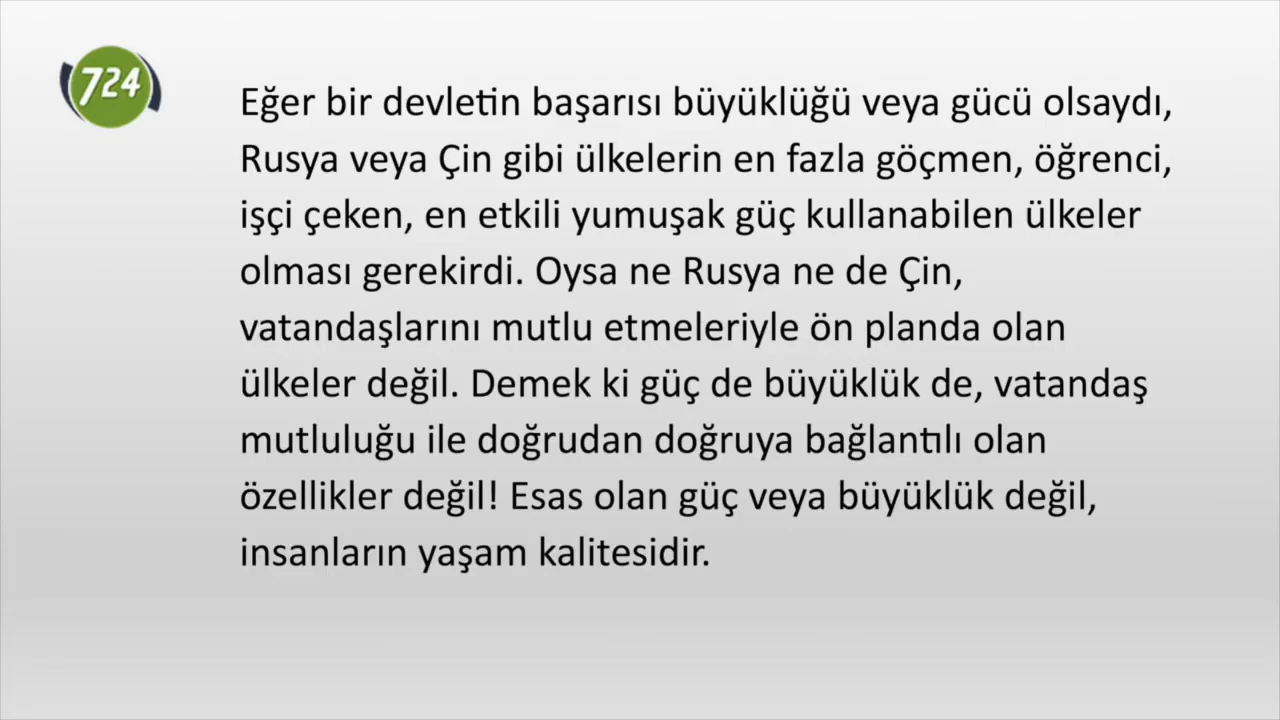 724
Eğer bir devletin başarısı büyüklüğü veya gücü olsaydı,
Rusya veya Çin gibi ülkelerin en fazla göçmen, öğrenci,
işçi çeken, en etkili yumuşak güç kullanabilen ülkeler
olması gerekirdi. Oysa ne Rusya ne de Çin,
vatandaşlarını mutlu etmeleriyle ön planda olan
ülkeler değil. Demek ki güç de büyüklük de, vatandaş
mutluluğu ile doğrudan doğruya bağlantılı olan
özellikler değil! Esas olan güç veya büyüklük değil,
insanların yaşam kalitesidir.